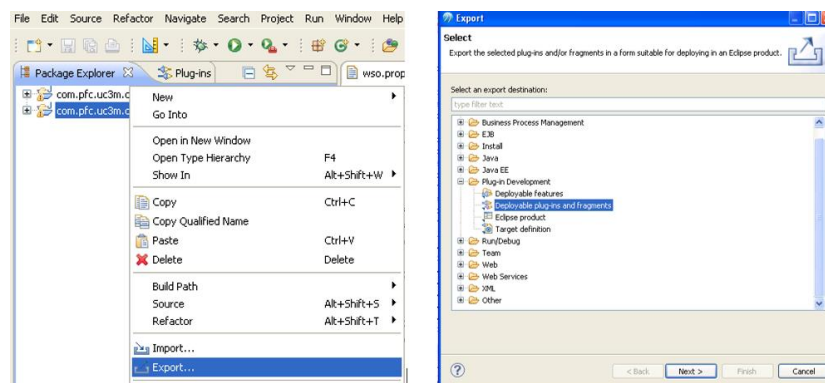 File Edit Source Refactor Navigate Search Project Run Window Help
Package Explorer
Plug-ins
wso.prop
com.pfc.uc3m.c
com.pfc.uc3m.c
New
Go Into
Open in New Window
Open Type Hierarchy F4
Show In Alt+Shift+W
Copy Ctrl+C
Copy Qualified Name
Paste Ctrl+V
Delete Delete
Build Path
Source Alt+Shift+S
Refactor Alt+Shift+T
Import...
Export...
Export
Select
Export the selected plug-ins and/or fragments in a form suitable for deploying in an Eclipse product.
Select an export destination:
type filter text
Business Process Management
EJB
Install
Java
Java EE
Plug-in Development
Deployable features
Deployable plug-ins and fragments
Eclipse product
Target definition
Run/Debug
Team
Web
Web Services
XML
Other
?
< Back Next > Finish Cancel